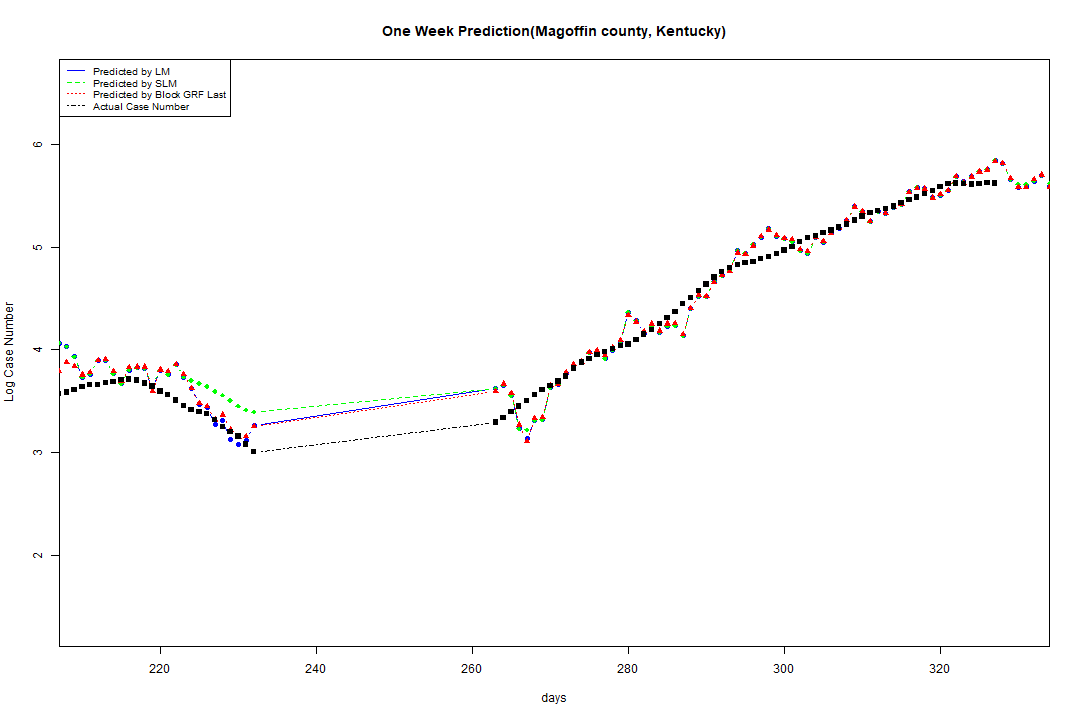 One Week Prediction(Magoffin county, Kentucky)
Predicted by LM
Predicted by SLM
Predicted by Block GRF Last
Actual Case Number
6
5
4
3
2
Log Case Number
220 240 260 280 300 320
days